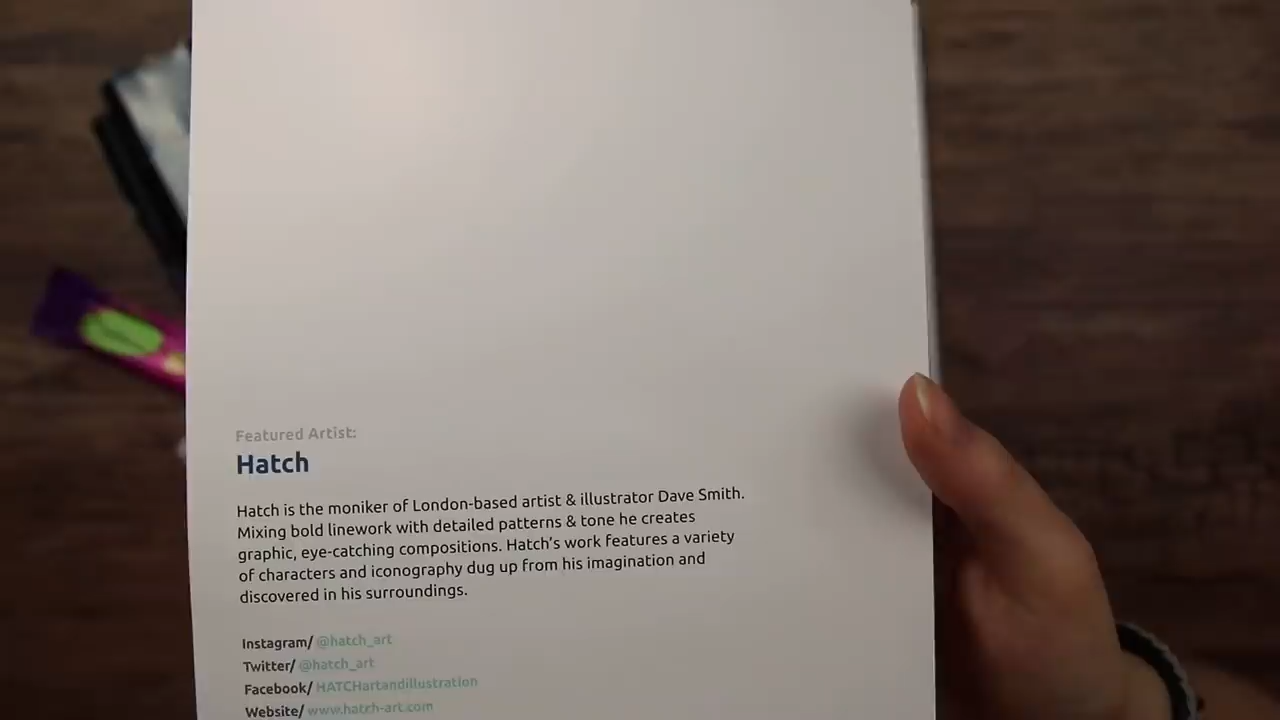 Featured Artist:
Hatch
Hatch is the moniker of London-based artist & illustrator Dave Smith.
Mixing bold linework with detailed patterns & tone he creates
graphic, eye-catching compositions. Hatch's work features a variety
of characters and iconography dug up from his imagination and
discovered in his surroundings.
Instagram/ @hatch_art
Twitter/ @hatch_art
Facebook/ HATCHartandillustration
Website/ www.hatch-art.com